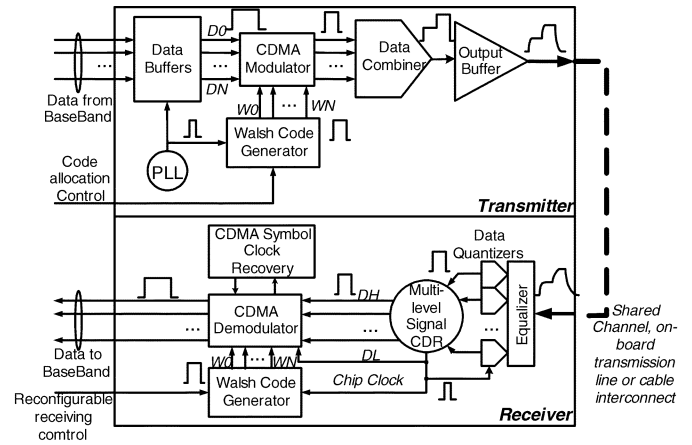 D0
Data
Buffers
...
...
DN
CDMA
Modulator
...
Data
Combiner
Output
Buffer
Data from
BaseBand
W0
...
WN
Walsh Code
Generator
PLL
Code
allocation
Control
Transmitter
CDMA Symbol
Clock
Recovery
Data
Quantizers
DH
CDMA
Demodulator
...
...
Multi-
level
Signal
CDR
...
Equalizer
Shared
Channel, on-
board
transmission
line or cable
interconnect
DL
Data to
BaseBand
W0
...
WN
Walsh Code
Generator
Chip Clock
Reconfigurable
receiving
comtrol
Receiver